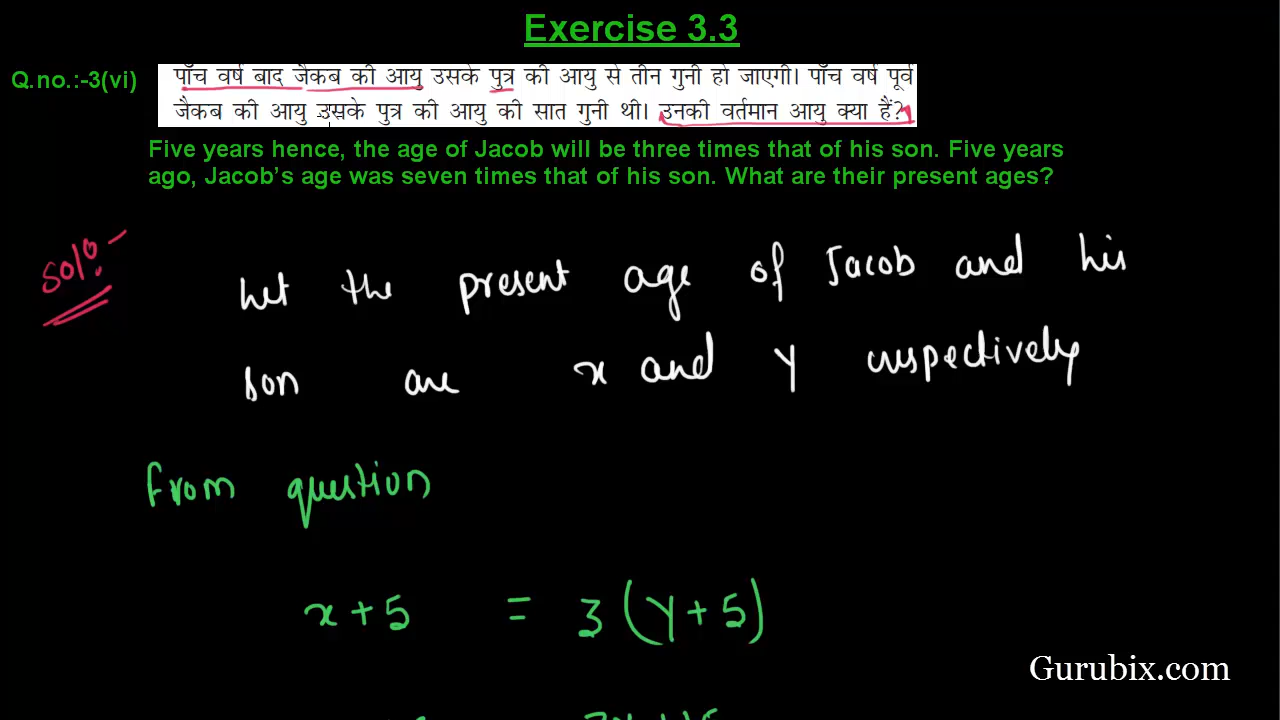 Exercise 3.3
Q.no.:-3(vi)
पाँच वर्ष बाद जैकब की आयु उसके पुत्र की आयु से तीन गुनी हो जाएगी। पाँच वर्ष पूर्व
जैकब की आयु उसके पुत्र की आयु की सात गुनी थी। उनकी वर्तमान आयु क्या हैं?
Five years hence, the age of Jacob will be three times that of his son. Five years
ago, Jacob's age was seven times that of his son. What are their present ages?
Sol:-
Let the present age of Jacob and his
son are x and y respectively
From question
x + 5 = 3 (y + 5)
Gurubix.com